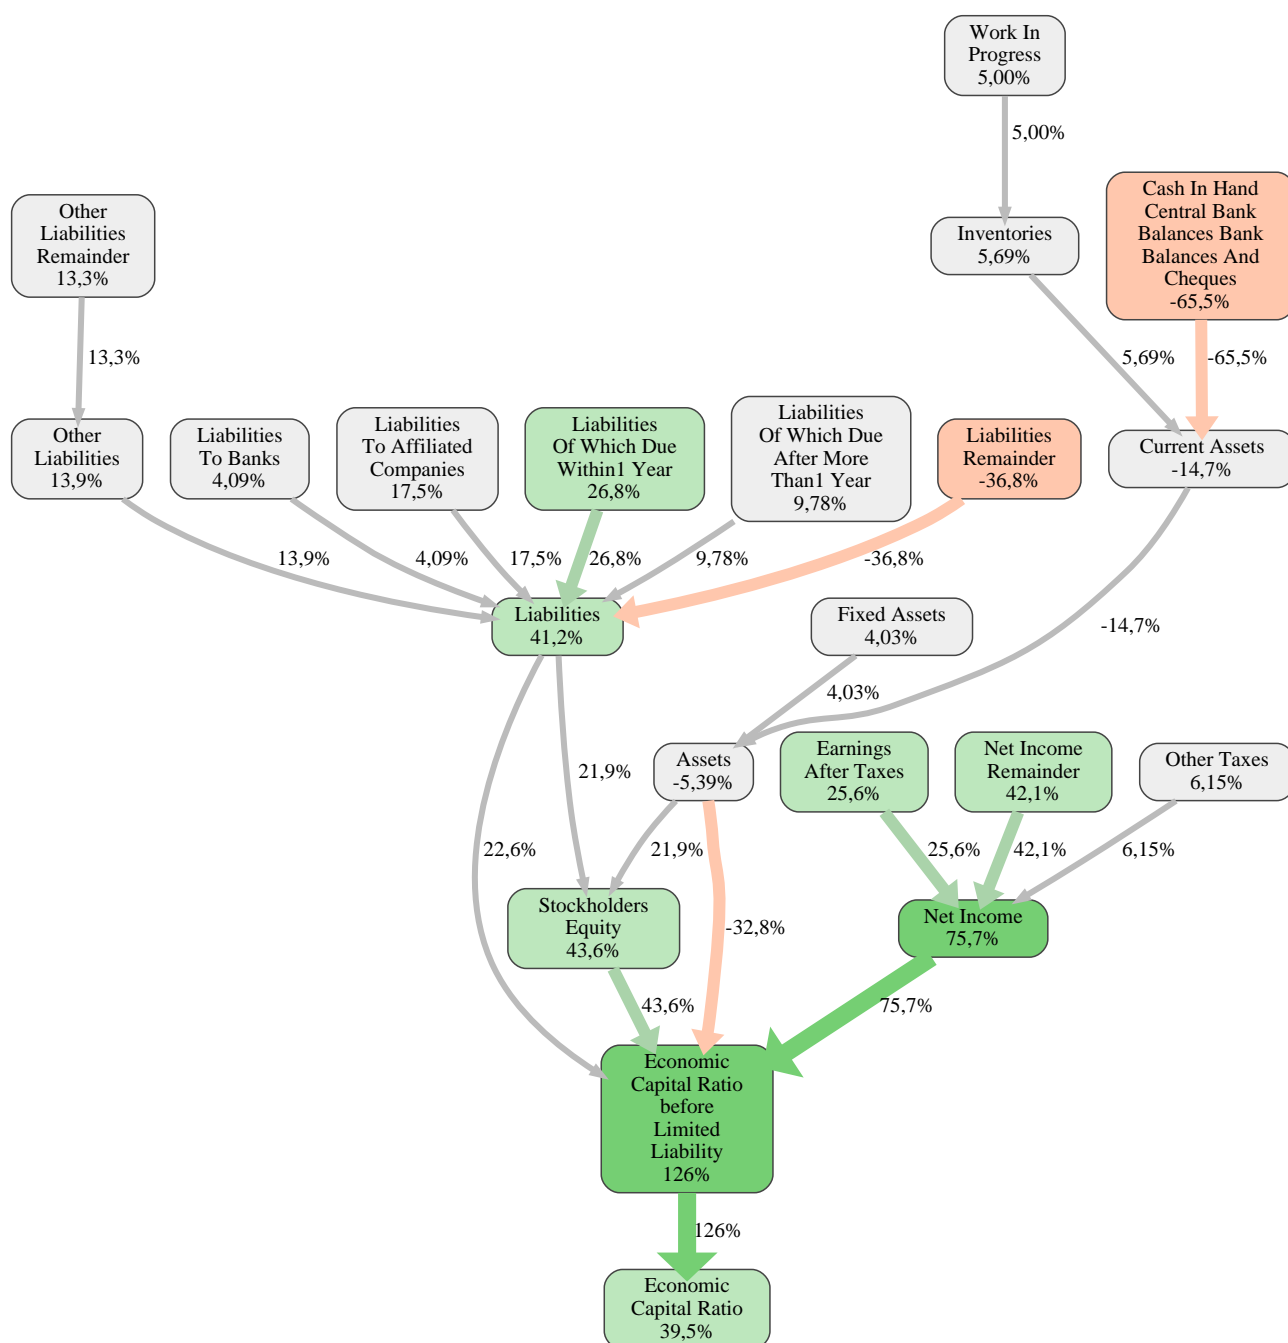 Work In
Progress
5,00%
5,00%
Other
Liabilities
Remainder
13,3%
Inventories
5,69%
Cash In Hand
Central Bank
Balances Bank
Balances And
Cheques
-65,5%
13,3%
5,69%
-65,5%
Other
Liabilities
13,9%
Liabilities
To Banks
4,09%
Liabilities
To Affiliated
Companies
17,5%
Liabilities
Of Which Due
Within1 Year
26,8%
Liabilities
Of Which Due
After More
Than1 Year
9,78%
Liabilities
Remainder
-36,8%
Current Assets
-14,7%
13,9%
4,09%
17,5%
26,8%
9,78%
-36,8%
Liabilities
41,2%
Fixed Assets
4,03%
-14,7%
4,03%
21,9%
Assets
-5,39%
Earnings
After Taxes
25,6%
Net Income
Remainder
42,1%
Other Taxes
6,15%
22,6%
21,9%
25,6%
42,1%
6,15%
Stockholders
Equity
43,6%
-32,8%
Net Income
75,7%
43,6%
75,7%
Economic
Capital Ratio
before
Limited
Liability
126%
126%
Economic
Capital Ratio
39,5%